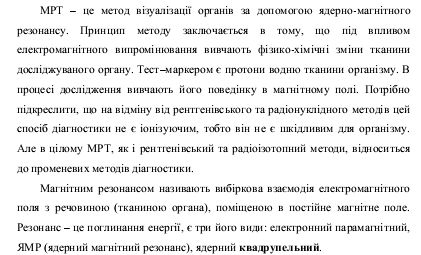 МРТ – це метод візуалізації органів за допомогою ядерно-магнітного
резонансу. Принцип методу заключається в тому, що під впливом
електромагнітного випромінювання вивчають фізико-хімічні зміни тканини
досліджуваного органу. Тест–маркером є протони водню тканини організму. В
процесі дослідження вивчають його поведінку в магнітному полі. Потрібно
підкреслити, що на відміну від рентгенівського та радіонуклідного методів цей
спосіб діагностики не є іонізуючим, тобто він не є шкідливим для організму.
Але в цілому МРТ, як і рентгенівський та радіоізотопний методи, відноситься
до променевих методів діагностики.
Магнітним резонансом називають вибіркова взаємодія електромагнітного
поля з речовиною (тканиною органа), поміщеною в постійне магнітне поле.
Резонанс – це поглинання енергії, є три його види: електронний парамагнітний,
ЯМР (ядерний магнітний резонанс), ядерний квадрупельний.